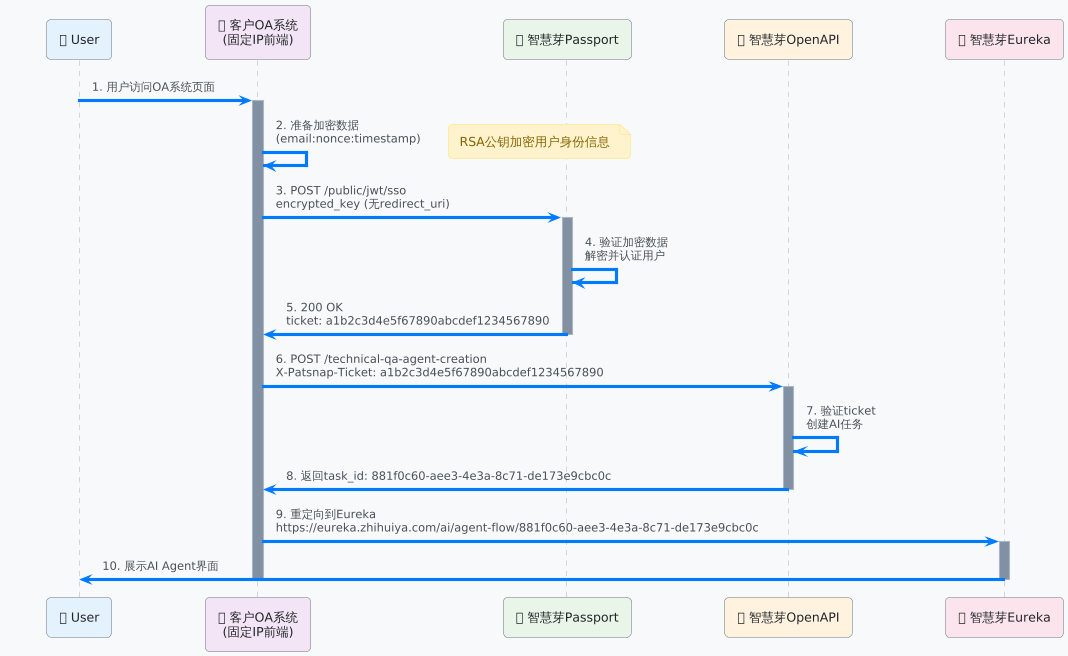 User
客户OA系统
(固定IP前端)
智慧芽Passport
智慧芽OpenAPI
智慧芽Eureka
1. 用户访问OA系统页面
2. 准备加密数据
(email:nonce:timestamp)
RSA公钥加密用户身份信息
3. POST /public/jwt/sso
encrypted_key (无redirect_uri)
4. 验证加密数据
解密并认证用户
5. 200 OK
ticket: a1b2c3d4e5f67890abcdef1234567890
6. POST /technical-qa-agent-creation
X-Patsnap-Ticket: a1b2c3d4e5f67890abcdef1234567890
7. 验证ticket
创建AI任务
8. 返回task_id: 881f0c60-aee3-4e3a-8c71-de173e9cbc0c
9. 重定向到Eureka
https://eureka.zhihuiya.com/ai/agent-flow/881f0c60-aee3-4e3a-8c71-de173e9cbc0c
10. 展示AI Agent界面
User
客户OA系统
(固定IP前端)
智慧芽Passport
智慧芽OpenAPI
智慧芽Eureka